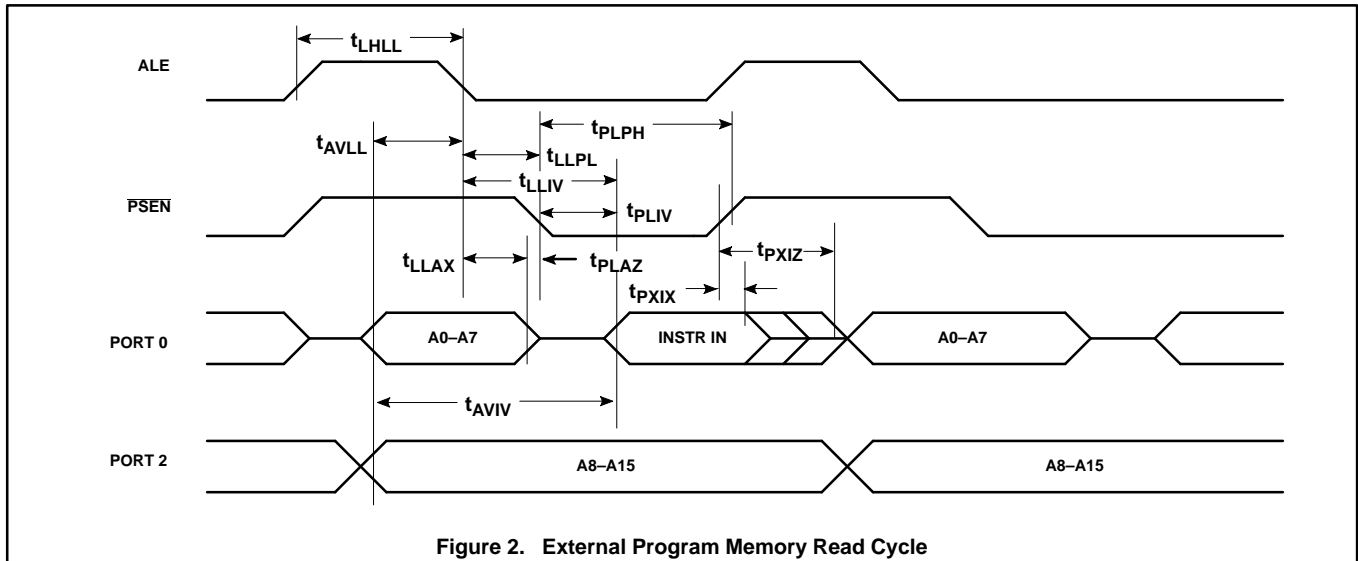 tLHLL
ALE
tPLPH
tAVLL
tLLPL
tLLIV
PSEN
tPLIV
tPXIZ
tLLAX
tPLAZ
tPXIX
PORT 0
A0–A7
INSTR IN
A0–A7
tAVIV
PORT 2
A8–A15
A8–A15
Figure 2. External Program Memory Read Cycle